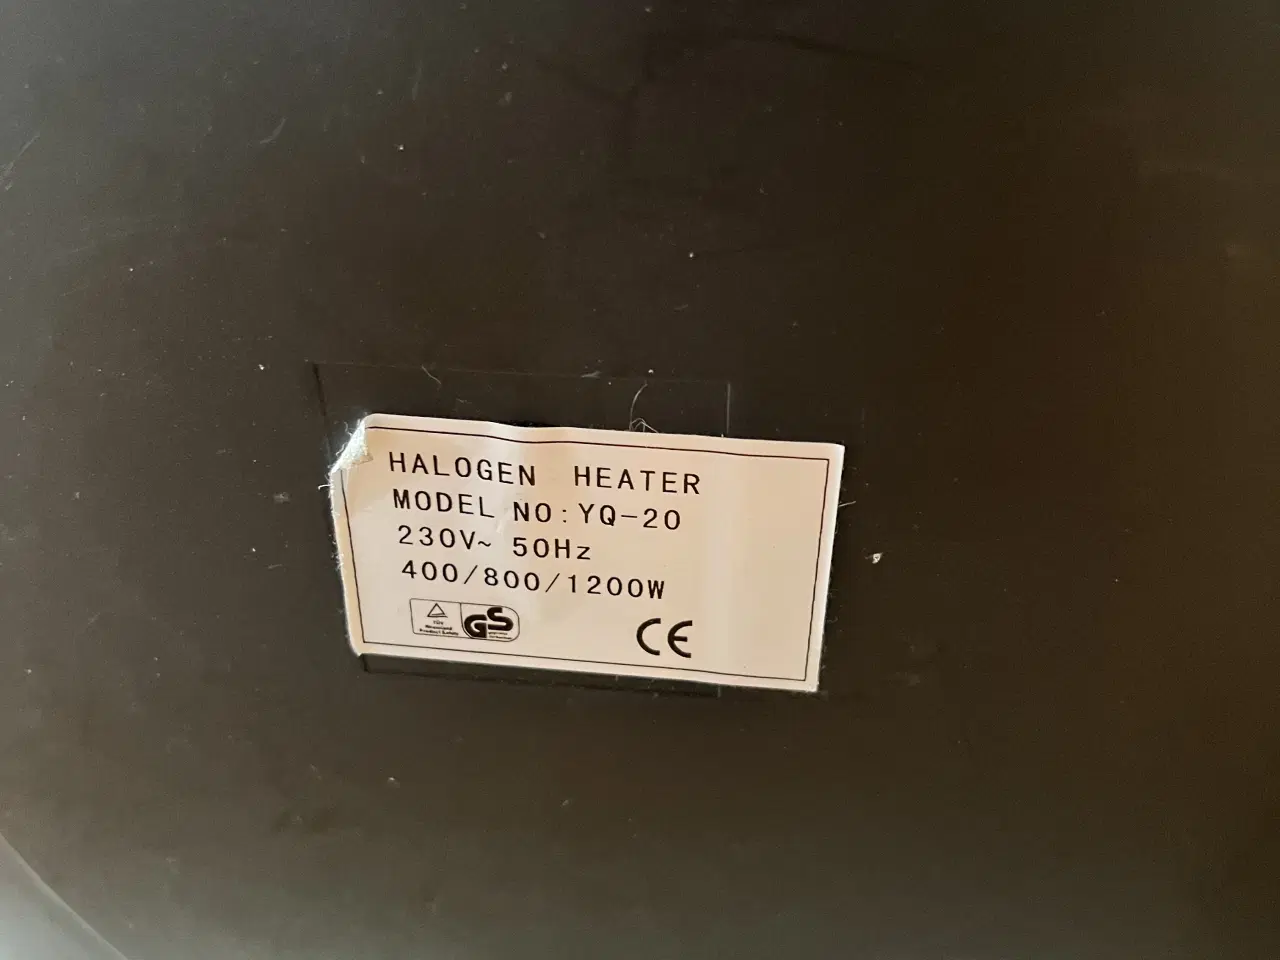 HALOGEN HEATER
MODEL NO:YQ-20
230V~ 50Hz
400/800/1200W
GS
CE